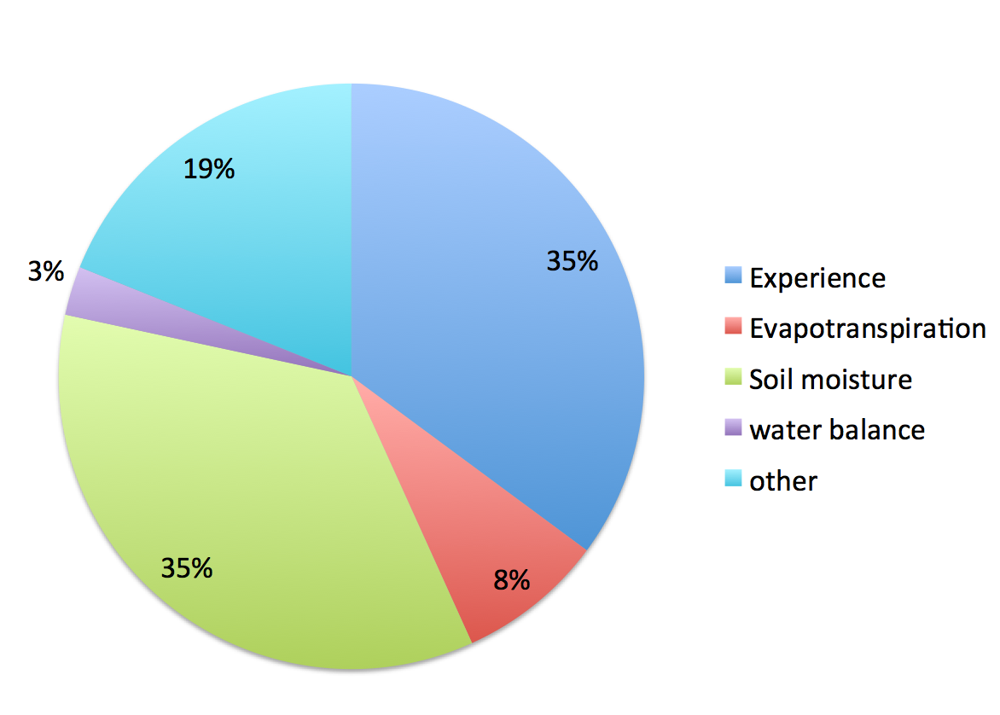 19%
3%
35%
35%
8%
Experience
Evapotranspiration
Soil moisture
water balance
other